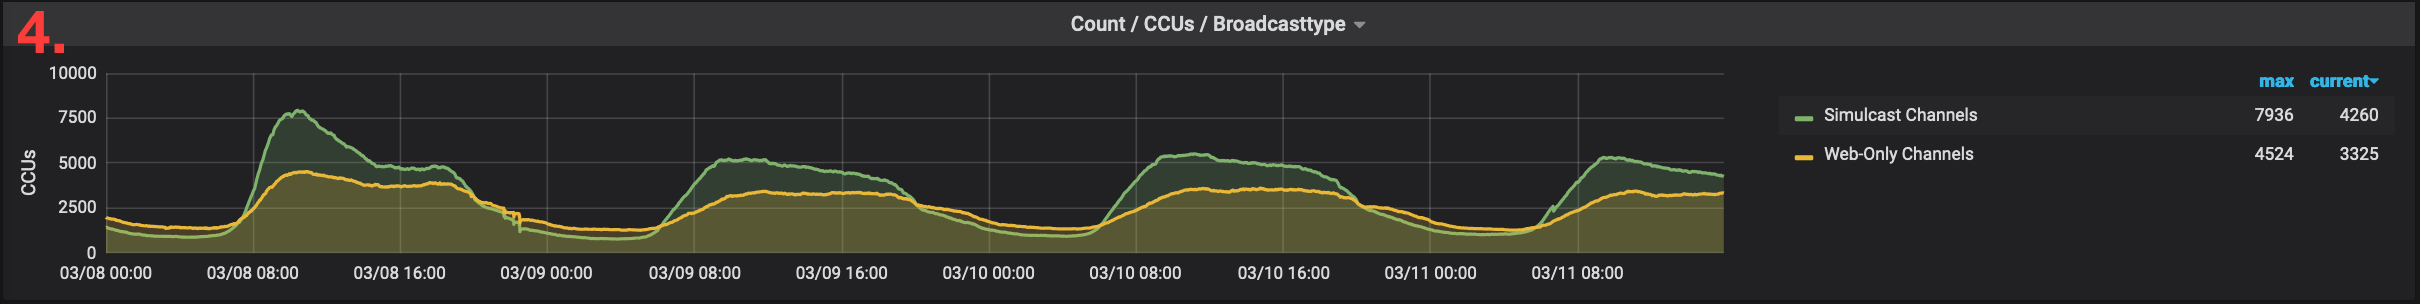 4.
Count / CCUs / Broadcasttype
CCUs
10000
7500
5000
2500
0
03/08 00:00 03/08 08:00 03/08 16:00 03/09 00:00 03/09 08:00 03/09 16:00 03/10 00:00 03/10 08:00 03/10 16:00 03/11 00:00 03/11 08:00
max current
Simulcast Channels 7936 4260
Web-Only Channels 4524 3325